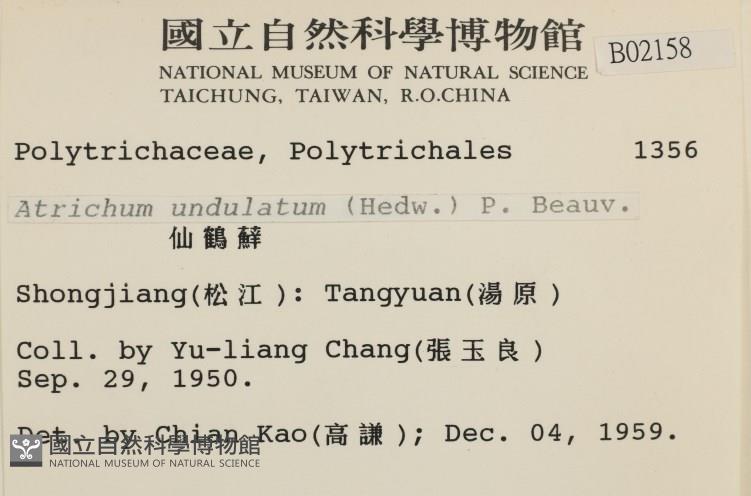 國立自然科學博物館
B02158
NATIONAL MUSEUM OF NATURAL SCIENCE
TAICHUNG, TAIWAN, R.O.CHINA
Polytrichaceae, Polytrichales 1356
Atrichum undulatum (Hedw.) P. Beauv.
仙鶴蘚
Shongjiang(松江): Tangyuan(湯原)
Coll. by Yu-liang Chang(張玉良)
Sep. 29, 1950.
Det. by Chian Kao(高謙); Dec. 04, 1959.
國立自然科學博物館
NATIONAL MUSEUM OF NATURAL SCIENCE